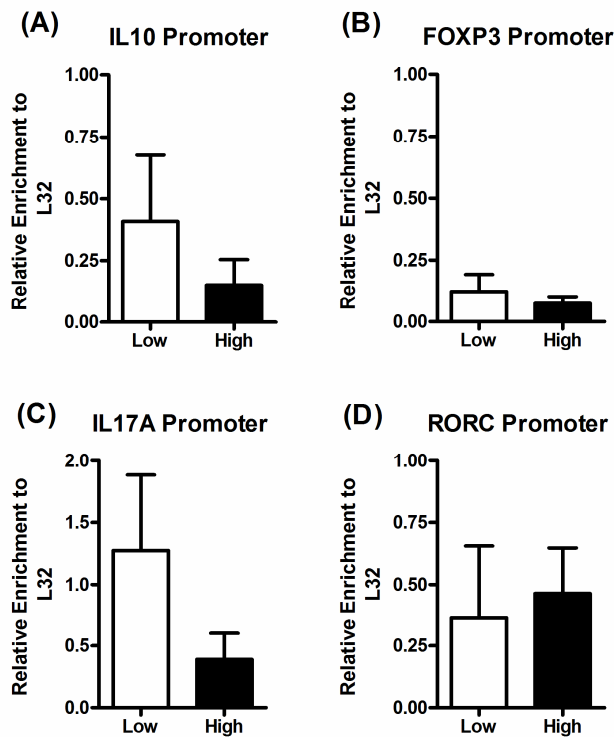 (A)
IL10 Promoter
Relative Enrichment to
L32
1.00
0.75
0.50
0.25
0.00
Low High
(B)
FOXP3 Promoter
Relative Enrichment to
L32
1.00
0.75
0.50
0.25
0.00
Low High
(C)
IL17A Promoter
Relative Enrichment to
L32
2.0
1.5
1.0
0.5
0.0
Low High
(D)
RORC Promoter
Relative Enrichment to
L32
1.00
0.75
0.50
0.25
0.00
Low High